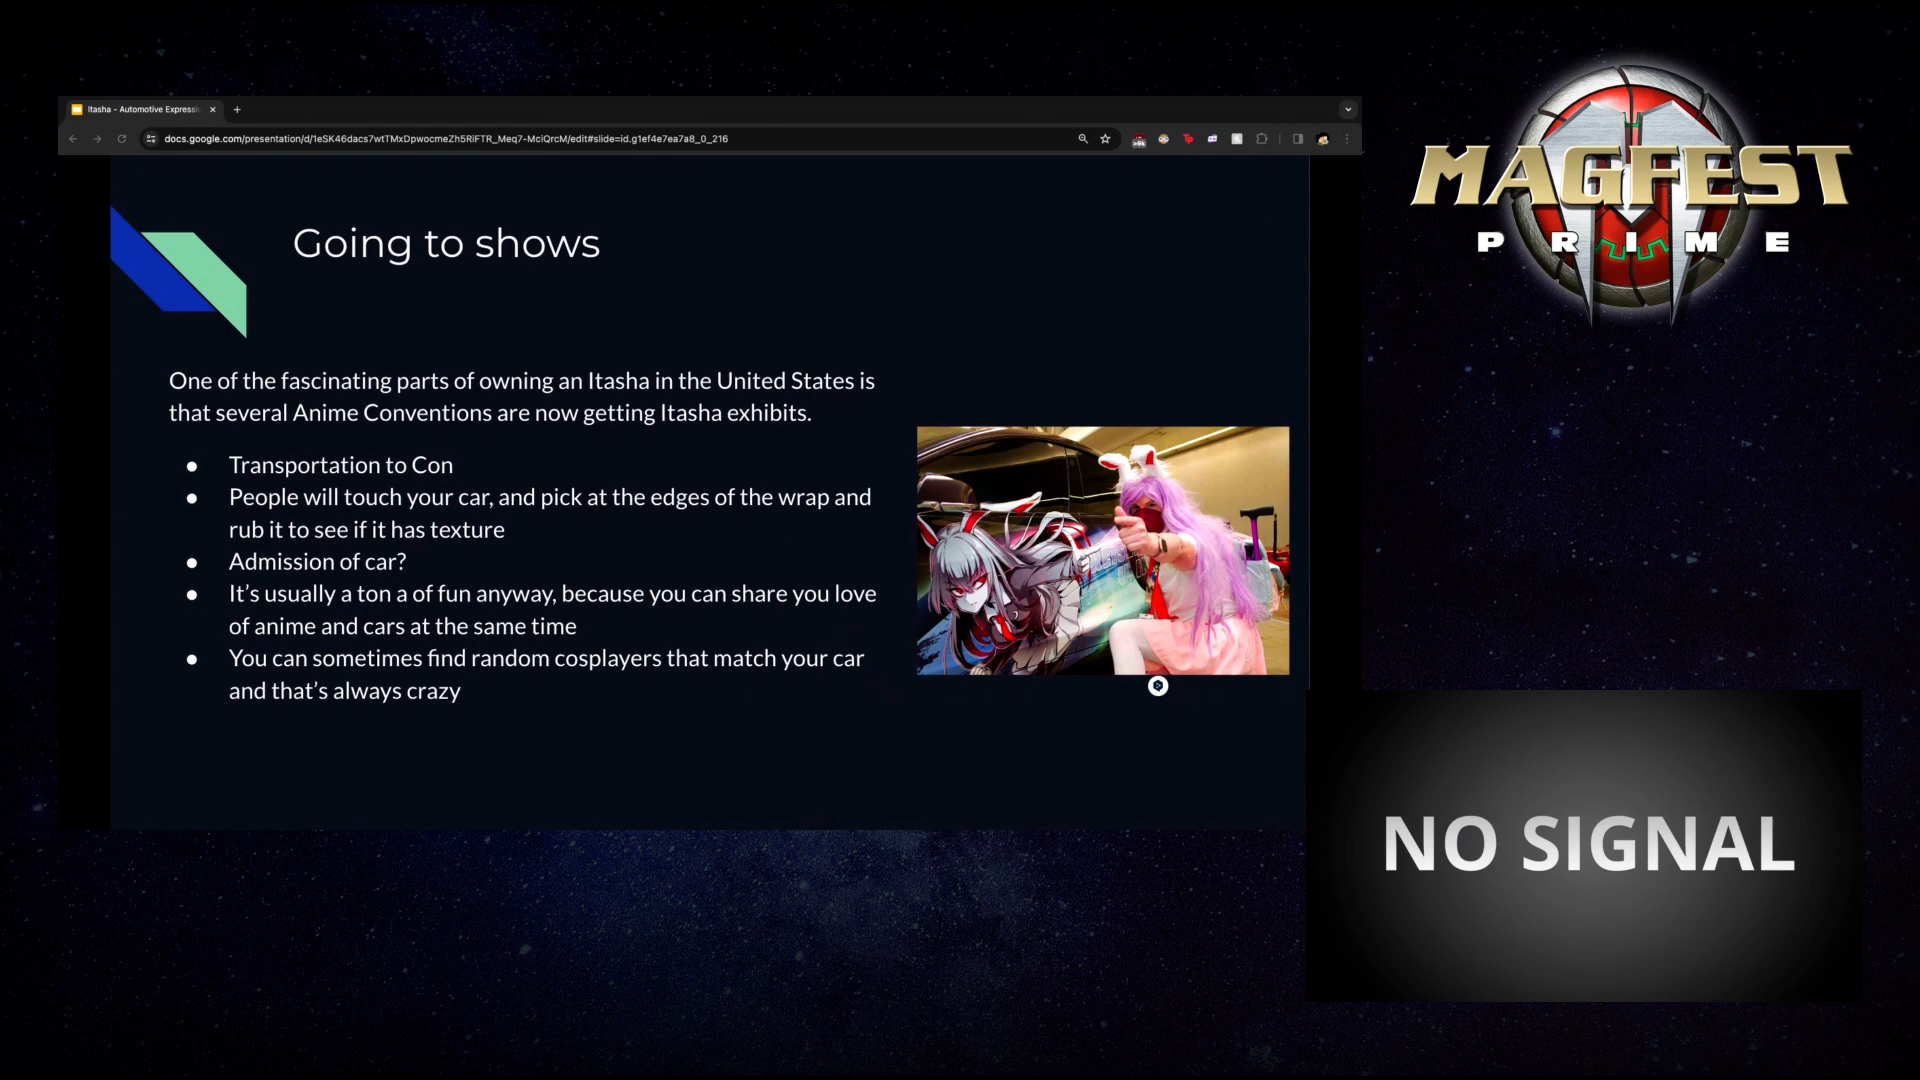 Itasha - Automotive Expressi
docs.google.com/presentation/d/1eSK46dacs7wtTMxDpwocmeZh5RiFTR_Meq7-MciQrcM/edit#slide=id.g1ef4e7ea7a8_0_216
MAGFEST
PRIME
Going to shows
One of the fascinating parts of owning an Itasha in the United States is
that several Anime Conventions are now getting Itasha exhibits.
● Transportation to Con
● People will touch your car, and pick at the edges of the wrap and
rub it to see if it has texture
● Admission of car?
● It’s usually a ton a of fun anyway, because you can share you love
of anime and cars at the same time
● You can sometimes find random cosplayers that match your car
and that’s always crazy
NO SIGNAL